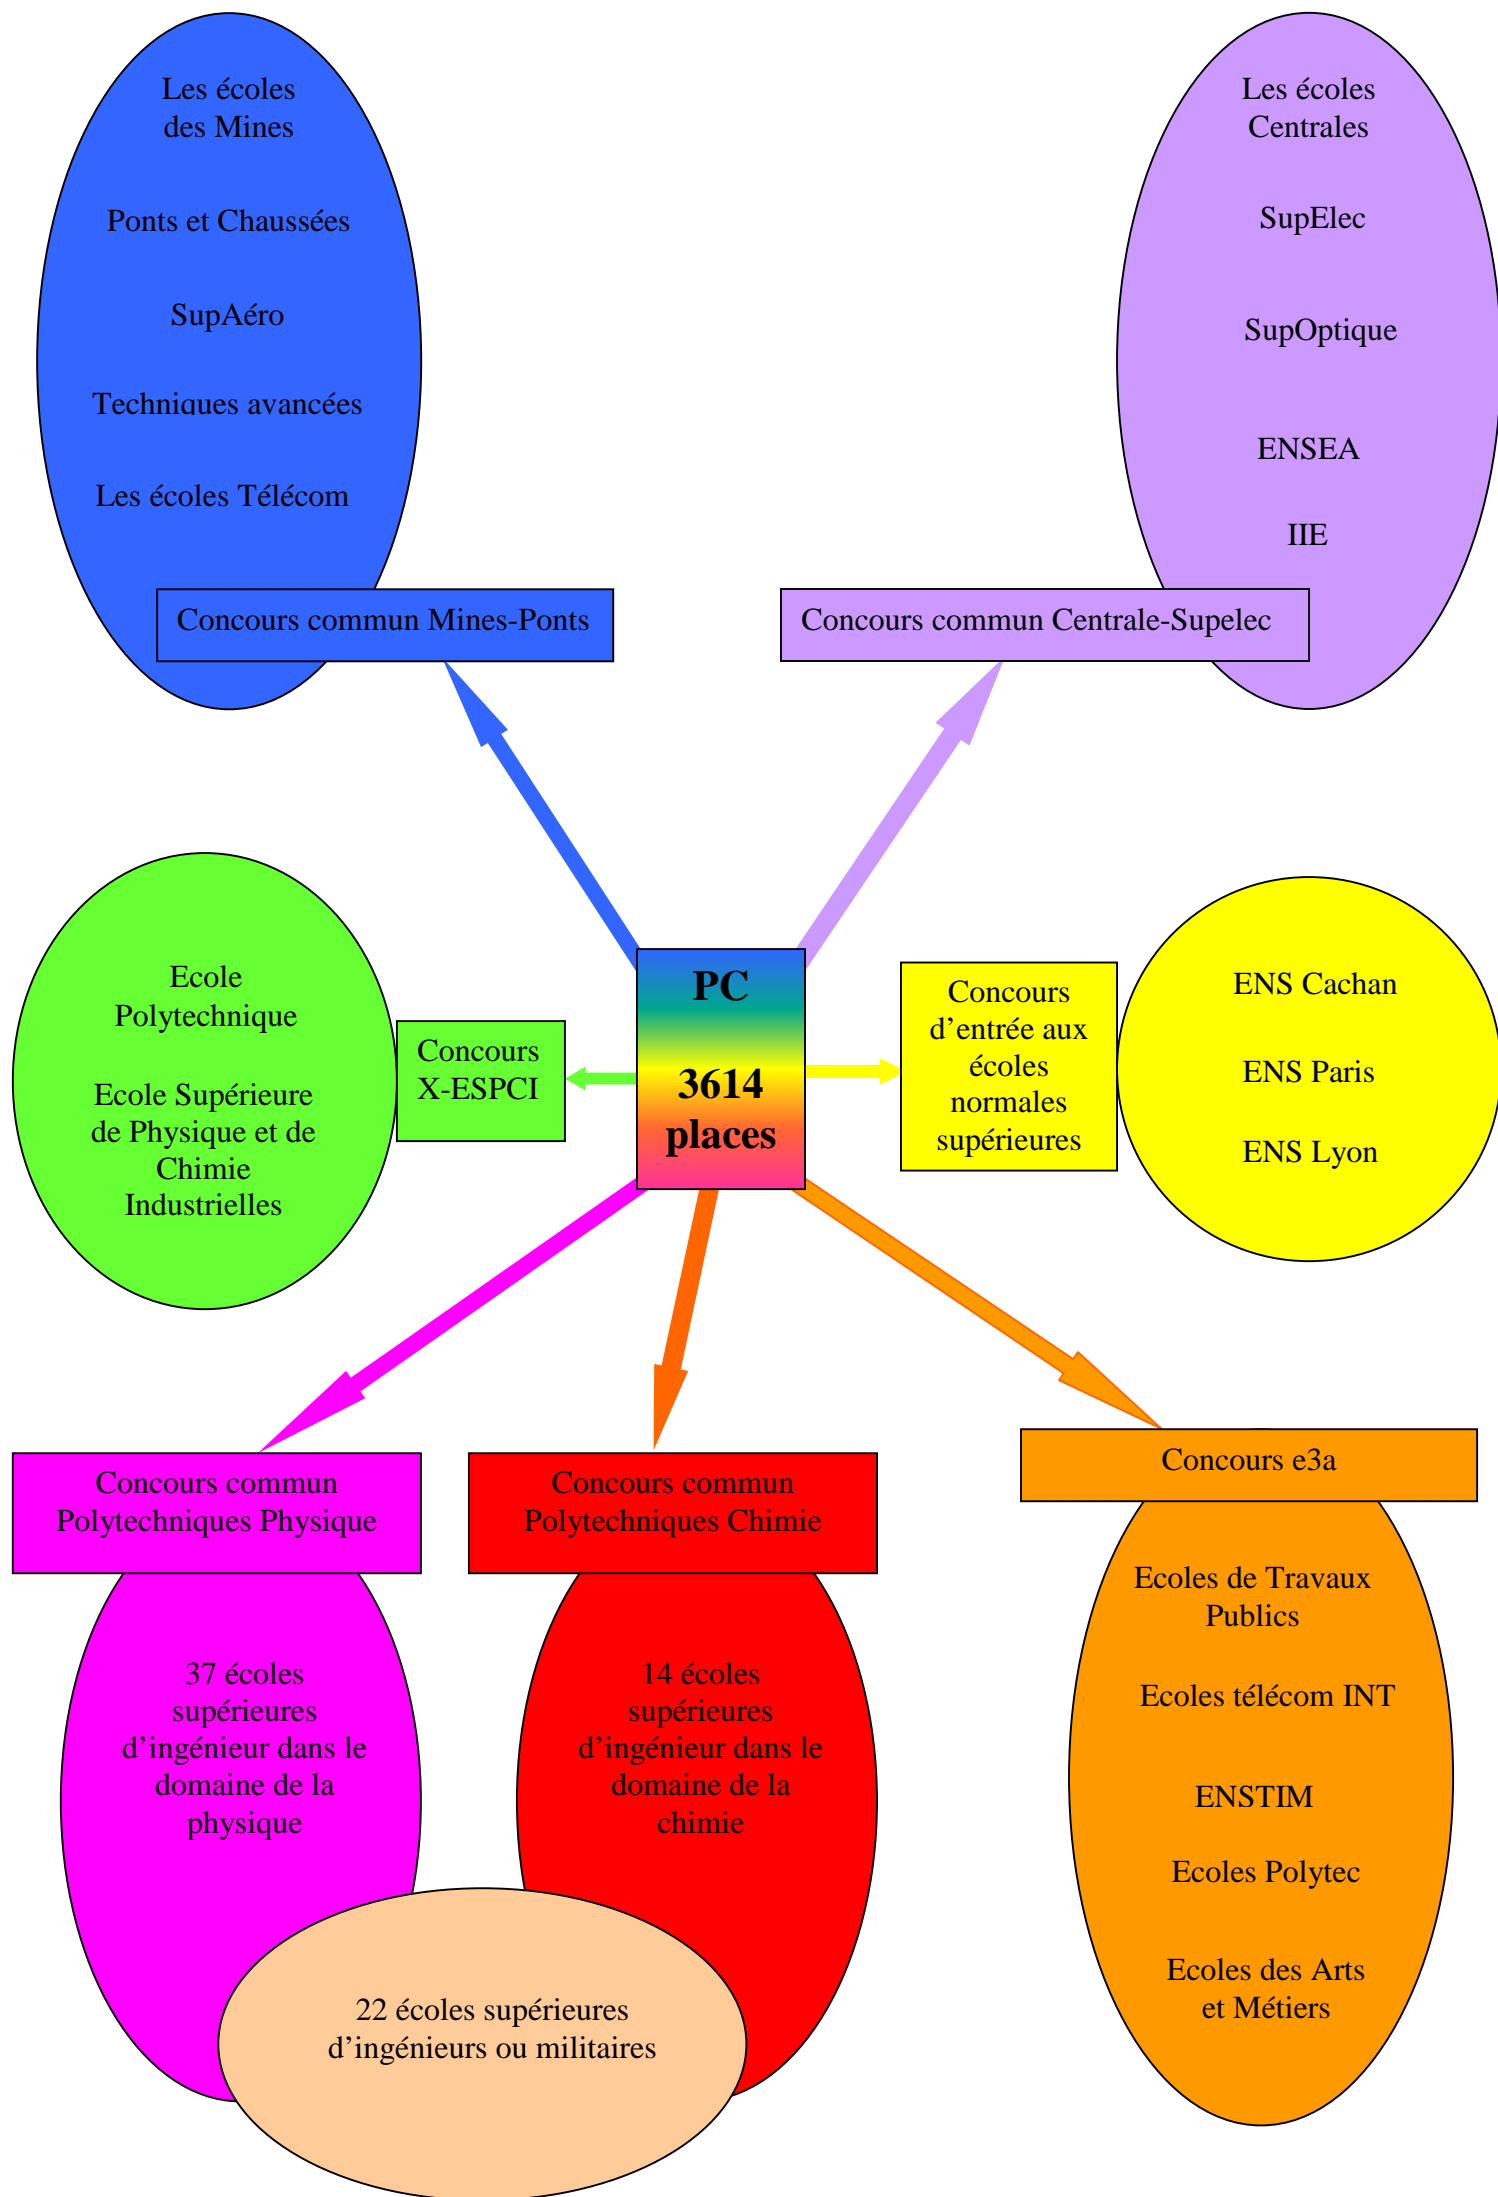 Les écoles
des Mines
Ponts et Chaussées
SupAéro
Techniques avancées
Les écoles Télécom
Concours commun Mines-Ponts
Les écoles
Centrales
SupElec
SupOptique
ENSEA
IIE
Concours commun Centrale-Supelec
Ecole
Polytechnique
Ecole Supérieure
de Physique et de
Chimie
Industrielles
Concours
X-ESPCI
PC
3614
places
Concours
d’entrée aux
écoles
normales
supérieures
ENS Cachan
ENS Paris
ENS Lyon
Concours commun
Polytechniques Physique
37 écoles
supérieures
d’ingénieur dans le
domaine de la
physique
Concours commun
Polytechniques Chimie
14 écoles
supérieures
d’ingénieur dans le
domaine de la
chimie
22 écoles supérieures
d’ingénieurs ou militaires
Concours e3a
Ecoles de Travaux
Publics
Ecoles télécom INT
ENSTIM
Ecoles Polytec
Ecoles des Arts
et Métiers